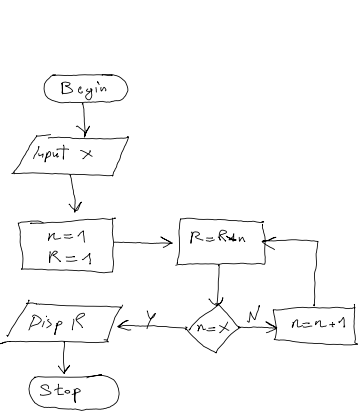 Begin
Input X
n=1
R=1
R=R*n
n=X
Y
N
n=n+1
Disp R
Stop